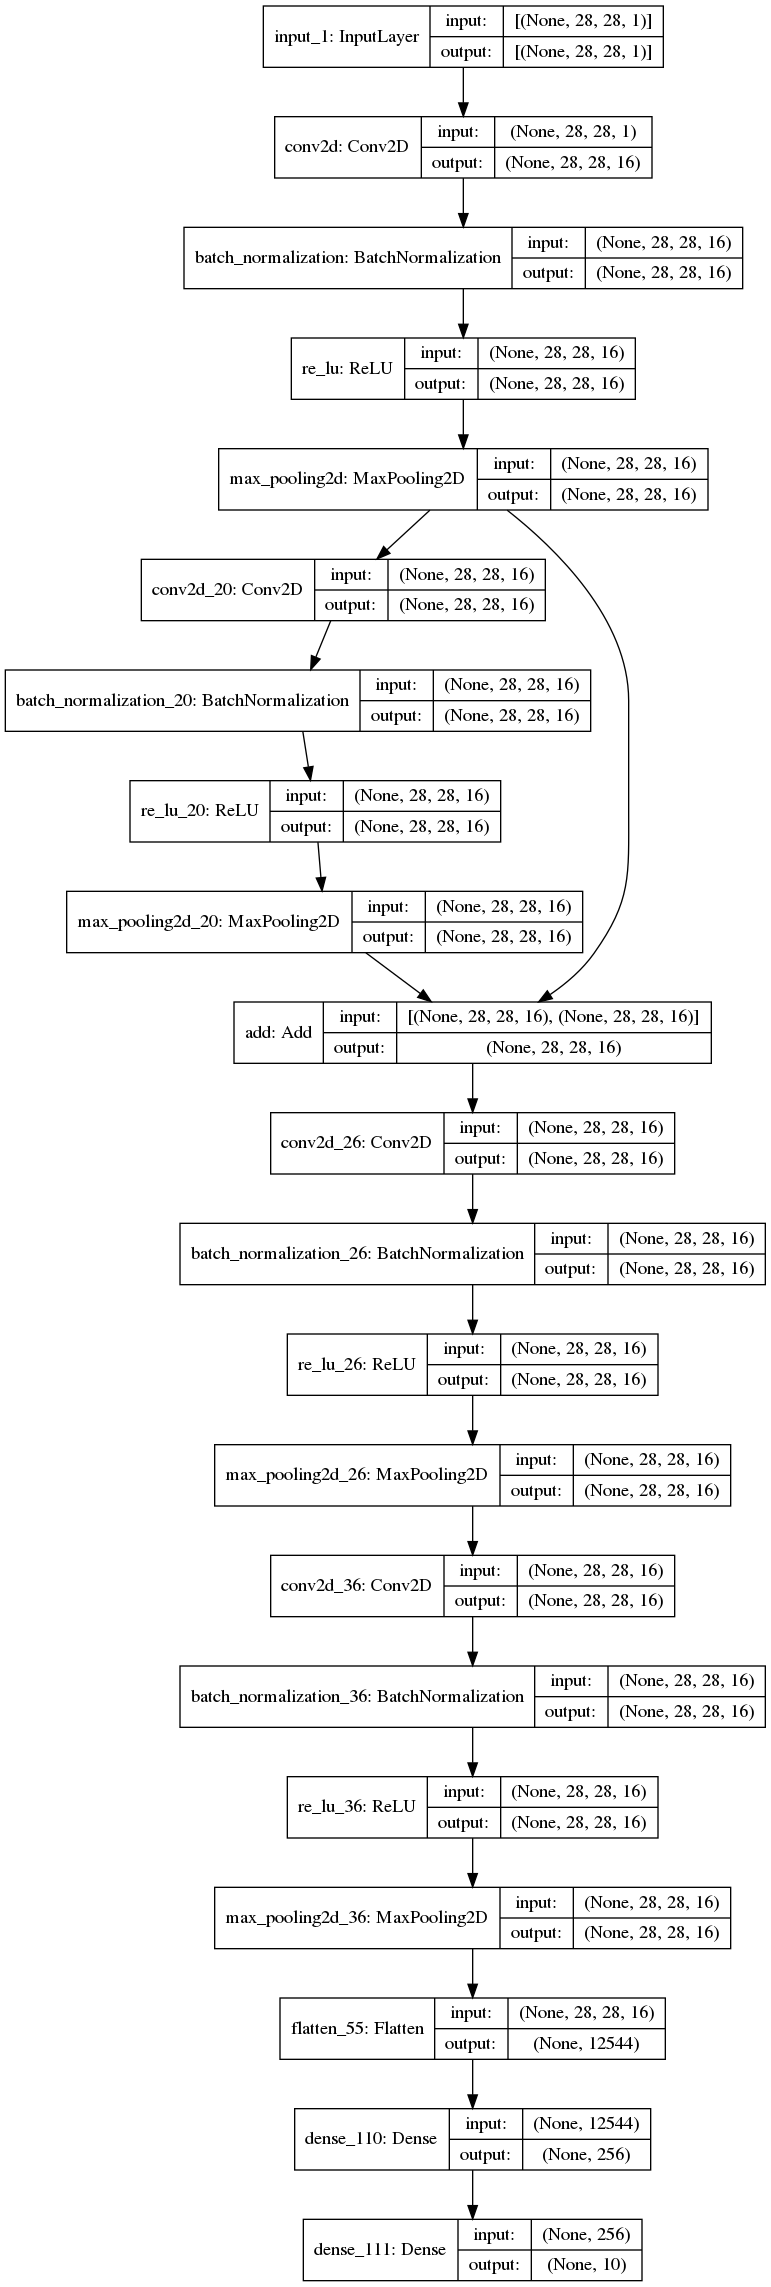 input_1: InputLayer
input: [(None, 28, 28, 1)]
output: [(None, 28, 28, 1)]
conv2d: Conv2D
input: (None, 28, 28, 1)
output: (None, 28, 28, 16)
batch_normalization: BatchNormalization
input: (None, 28, 28, 16)
output: (None, 28, 28, 16)
re_lu: ReLU
input: (None, 28, 28, 16)
output: (None, 28, 28, 16)
max_pooling2d: MaxPooling2D
input: (None, 28, 28, 16)
output: (None, 28, 28, 16)
conv2d_20: Conv2D
input: (None, 28, 28, 16)
output: (None, 28, 28, 16)
batch_normalization_20: BatchNormalization
input: (None, 28, 28, 16)
output: (None, 28, 28, 16)
re_lu_20: ReLU
input: (None, 28, 28, 16)
output: (None, 28, 28, 16)
max_pooling2d_20: MaxPooling2D
input: (None, 28, 28, 16)
output: (None, 28, 28, 16)
add: Add
input: [(None, 28, 28, 16), (None, 28, 28, 16)]
output: (None, 28, 28, 16)
conv2d_26: Conv2D
input: (None, 28, 28, 16)
output: (None, 28, 28, 16)
batch_normalization_26: BatchNormalization
input: (None, 28, 28, 16)
output: (None, 28, 28, 16)
re_lu_26: ReLU
input: (None, 28, 28, 16)
output: (None, 28, 28, 16)
max_pooling2d_26: MaxPooling2D
input: (None, 28, 28, 16)
output: (None, 28, 28, 16)
conv2d_36: Conv2D
input: (None, 28, 28, 16)
output: (None, 28, 28, 16)
batch_normalization_36: BatchNormalization
input: (None, 28, 28, 16)
output: (None, 28, 28, 16)
re_lu_36: ReLU
input: (None, 28, 28, 16)
output: (None, 28, 28, 16)
max_pooling2d_36: MaxPooling2D
input: (None, 28, 28, 16)
output: (None, 28, 28, 16)
flatten_55: Flatten
input: (None, 28, 28, 16)
output: (None, 12544)
dense_110: Dense
input: (None, 12544)
output: (None, 256)
dense_111: Dense
input: (None, 256)
output: (None, 10)